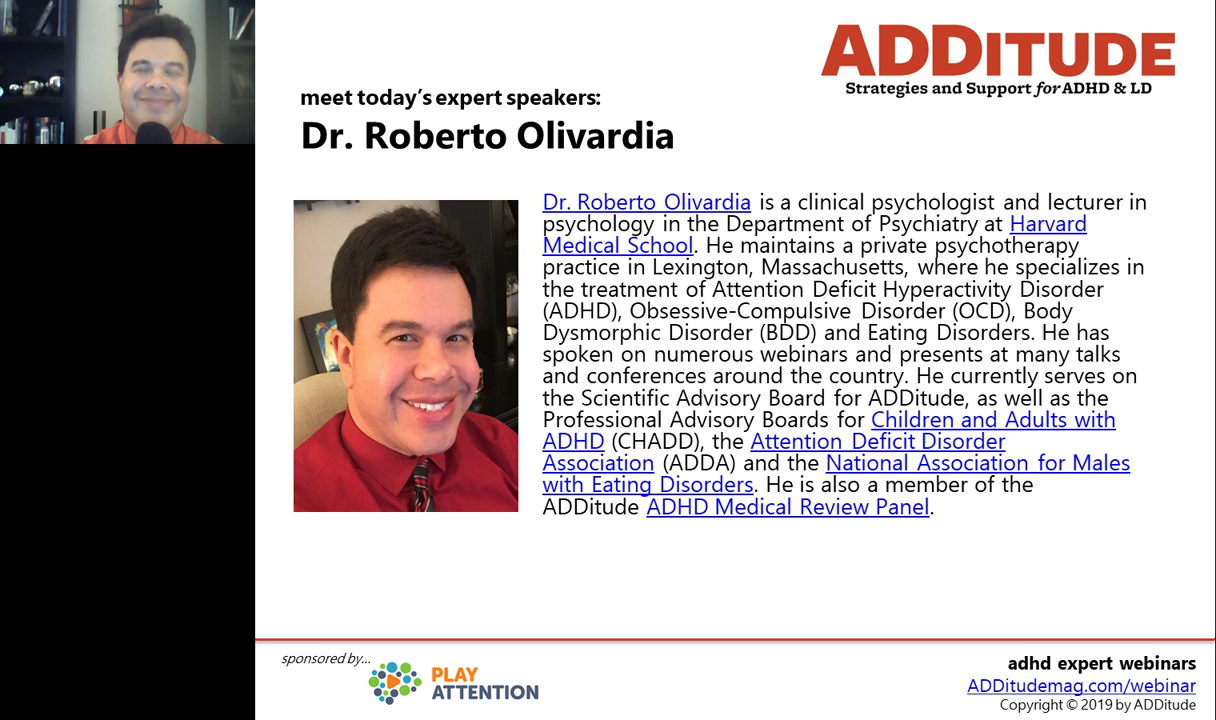 ADDITUDE
Strategies and Support for ADHD & LD
meet today's expert speakers:
Dr. Roberto Olivardia
Dr. Roberto Olivardia is a clinical psychologist and lecturer in
psychology in the Department of Psychiatry at Harvard
Medical School. He maintains a private psychotherapy
practice in Lexington, Massachusetts, where he specializes in
the treatment of Attention Deficit Hyperactivity Disorder
(ADHD), Obsessive-Compulsive Disorder (OCD), Body
Dysmorphic Disorder (BDD) and Eating Disorders. He has
spoken on numerous webinars and presents at many talks
and conferences around the country. He currently serves on
the Scientific Advisory Board for ADDitude, as well as the
Professional Advisory Boards for Children and Adults with
ADHD (CHADD), the Attention Deficit Disorder
Association (ADDA) and the National Association for Males
with Eating Disorders. He is also a member of the
ADDitude ADHD Medical Review Panel.
sponsored by...
PLAY
ATTENTION
adhd expert webinars
ADDitudemag.com/webinar
Copyright © 2019 by ADDitude